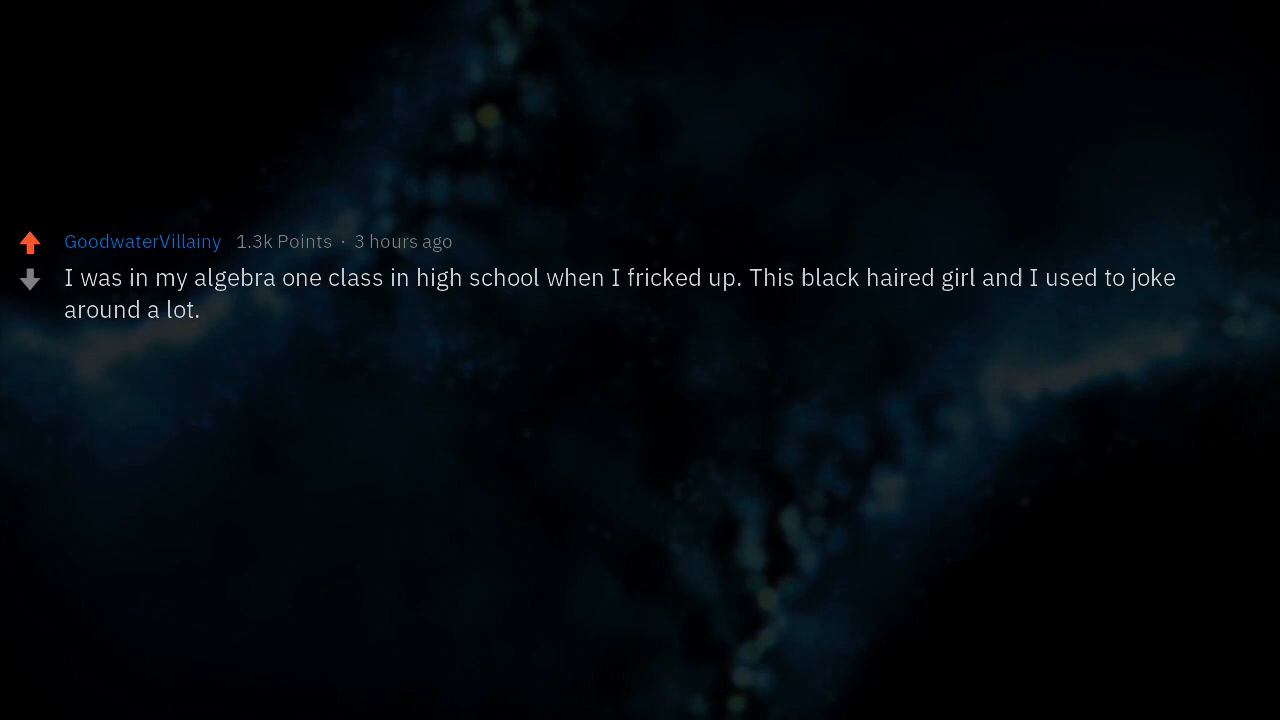 GoodwaterVillainy 1.3k Points · 3 hours ago
I was in my algebra one class in high school when I fricked up. This black haired girl and I used to joke
around a lot.